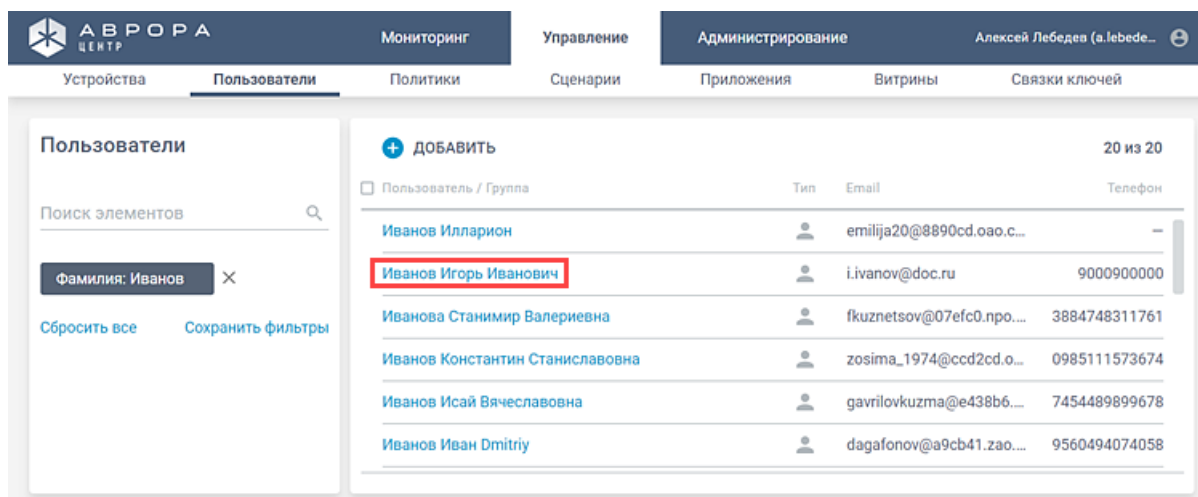 АВРОРА
ЦЕНТР
Мониторинг Управление Администрирование Алексей Лебедев (a.lebede...
Устройства Пользователи Политики Сценарии Приложения Витрины Связки ключей
Пользователи
Поиск элементов
Фамилия: Иванов
Сбросить все Сохранить фильтры
ДОБАВИТЬ 20 из 20
Пользователь / Группа Тип Email Телефон
Иванов Илларион emilija20@8890cd.oao.c... —
Иванов Игорь Иванович i.ivanov@doc.ru 9000900000
Иванова Станимир Валериевна fkuznetsov@07efc0.npo.... 3884748311761
Иванов Константин Станиславовна zosima_1974@ccd2cd.o... 0985111573674
Иванов Исай Вячеславовна gavrilovkuzma@e438b6.... 7454489899678
Иванов Иван Dmitriy dagafonov@a9cb41.zao.... 9560494074058